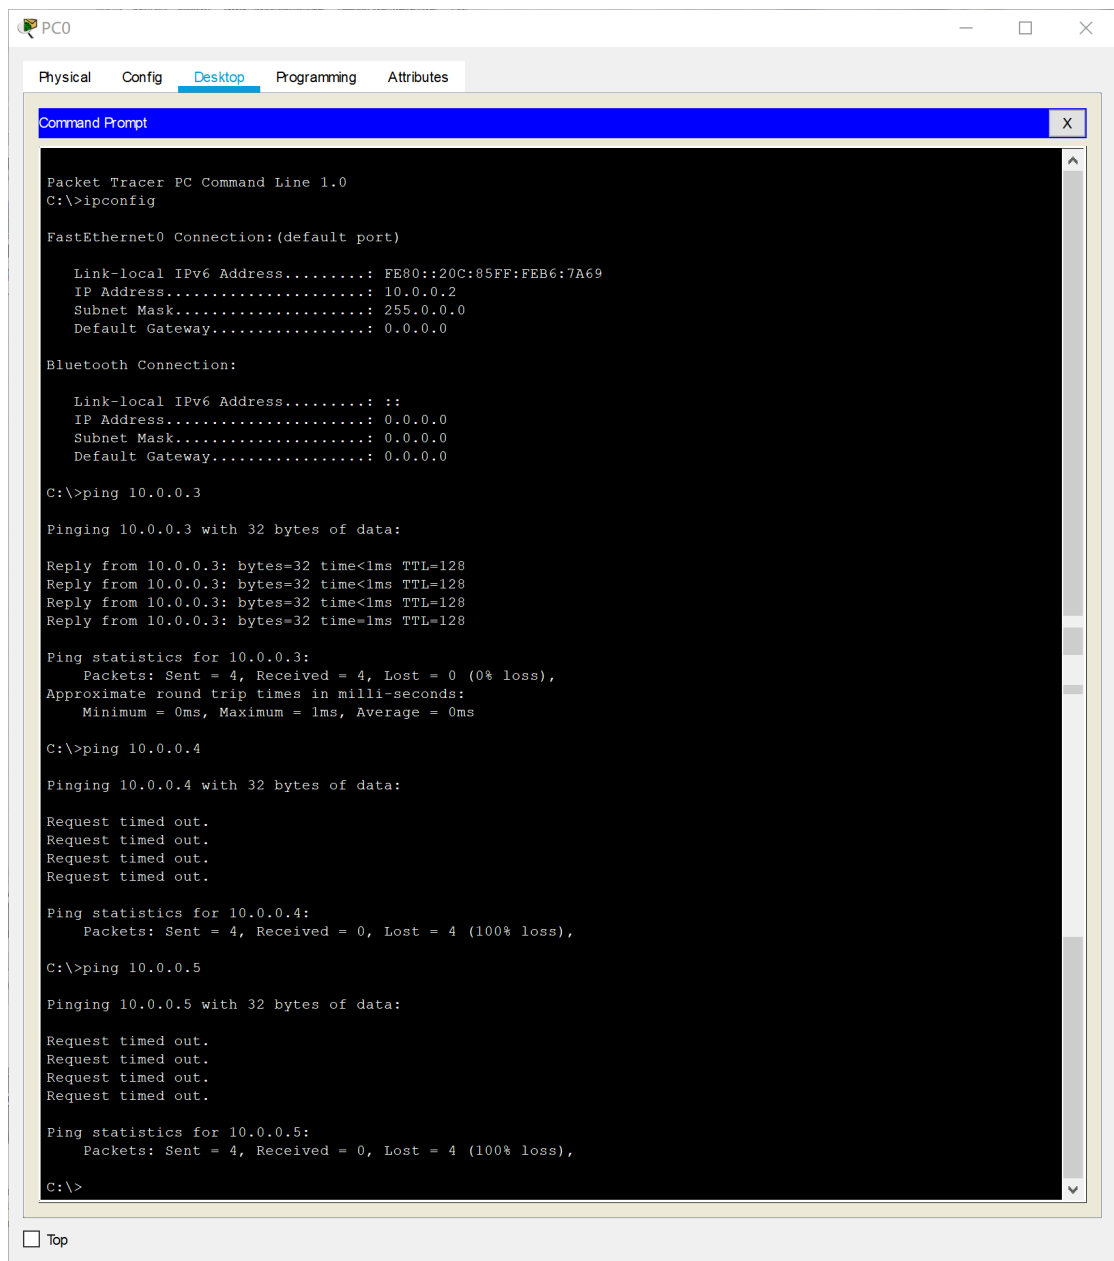 PC0
Physical Config Desktop Programming Attributes
Command Prompt X
Packet Tracer PC Command Line 1.0
C:\>ipconfig
FastEthernet0 Connection:(default port)
Link-local IPv6 Address.........: FE80::20C:85FF:FEB6:7A69
IP Address......................: 10.0.0.2
Subnet Mask.....................: 255.0.0.0
Default Gateway.................: 0.0.0.0
Bluetooth Connection:
Link-local IPv6 Address.........: ::
IP Address......................: 0.0.0.0
Subnet Mask.....................: 0.0.0.0
Default Gateway.................: 0.0.0.0
C:\>ping 10.0.0.3
Pinging 10.0.0.3 with 32 bytes of data:
Reply from 10.0.0.3: bytes=32 time<1ms TTL=128
Reply from 10.0.0.3: bytes=32 time<1ms TTL=128
Reply from 10.0.0.3: bytes=32 time<1ms TTL=128
Reply from 10.0.0.3: bytes=32 time=1ms TTL=128
Ping statistics for 10.0.0.3:
Packets: Sent = 4, Received = 4, Lost = 0 (0% loss),
Approximate round trip times in milli-seconds:
Minimum = 0ms, Maximum = 1ms, Average = 0ms
C:\>ping 10.0.0.4
Pinging 10.0.0.4 with 32 bytes of data:
Request timed out.
Request timed out.
Request timed out.
Request timed out.
Ping statistics for 10.0.0.4:
Packets: Sent = 4, Received = 0, Lost = 4 (100% loss),
C:\>ping 10.0.0.5
Pinging 10.0.0.5 with 32 bytes of data:
Request timed out.
Request timed out.
Request timed out.
Request timed out.
Ping statistics for 10.0.0.5:
Packets: Sent = 4, Received = 0, Lost = 4 (100% loss),
C:\>
Top